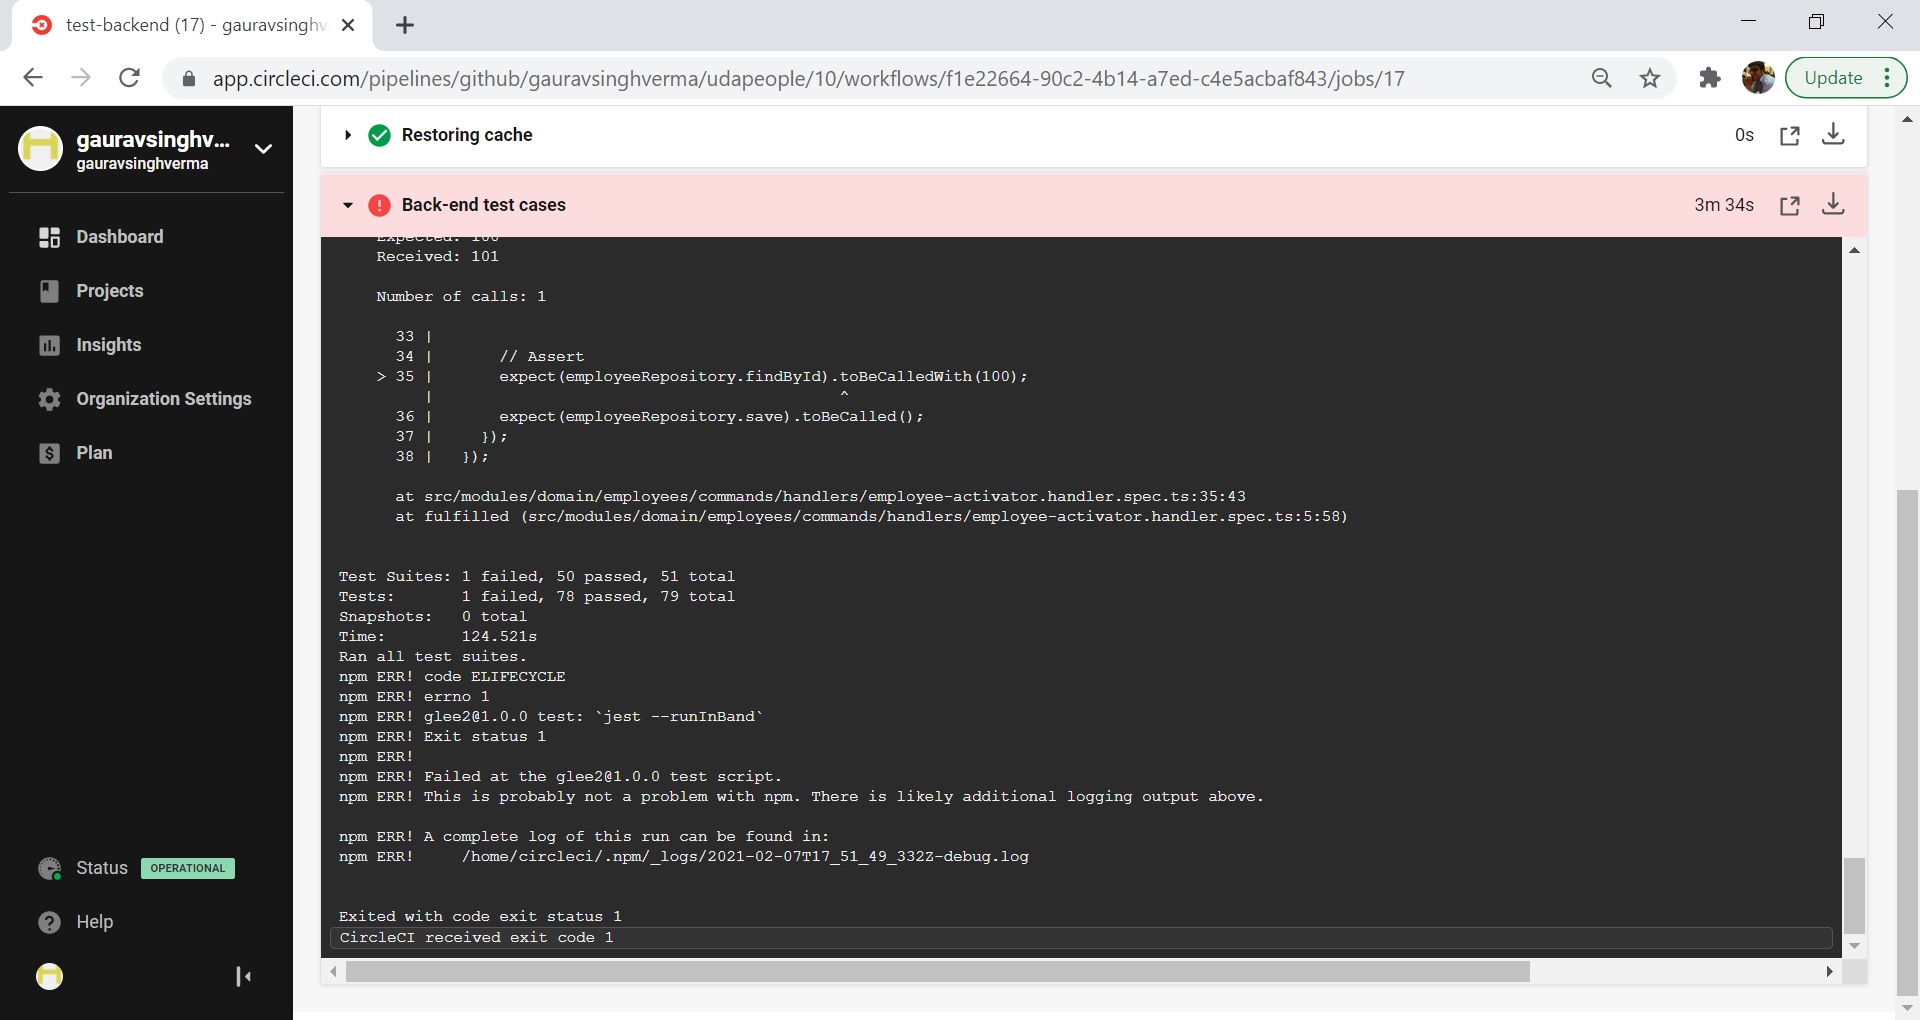 test-backend (17) - gauravsinghv
app.circleci.com/pipelines/github/gauravsinghverma/udapeople/10/workflows/f1e22664-90c2-4b14-a7ed-c4e5acbaf843/jobs/17
Update
gauravsinghv...
gauravsinghverma
Dashboard
Projects
Insights
Organization Settings
Plan
Status OPERATIONAL
Help
Restoring cache 0s
Back-end test cases 3m 34s
Expected: 100
Received: 101
Number of calls: 1
33 |
34 | // Assert
> 35 | expect(employeeRepository.findById).toBeCalledWith(100);
| ^
36 | expect(employeeRepository.save).toBeCalled();
37 | });
38 | });
at src/modules/domain/employees/commands/handlers/employee-activator.handler.spec.ts:35:43
at fulfilled (src/modules/domain/employees/commands/handlers/employee-activator.handler.spec.ts:5:58)
Test Suites: 1 failed, 50 passed, 51 total
Tests: 1 failed, 78 passed, 79 total
Snapshots: 0 total
Time: 124.521s
Ran all test suites.
npm ERR! code ELIFECYCLE
npm ERR! errno 1
npm ERR! glee2@1.0.0 test: `jest --runInBand`
npm ERR! Exit status 1
npm ERR!
npm ERR! Failed at the glee2@1.0.0 test script.
npm ERR! This is probably not a problem with npm. There is likely additional logging output above.
npm ERR! A complete log of this run can be found in:
npm ERR! /home/circleci/.npm/_logs/2021-02-07T17_51_49_332Z-debug.log
Exited with code exit status 1
CircleCI received exit code 1